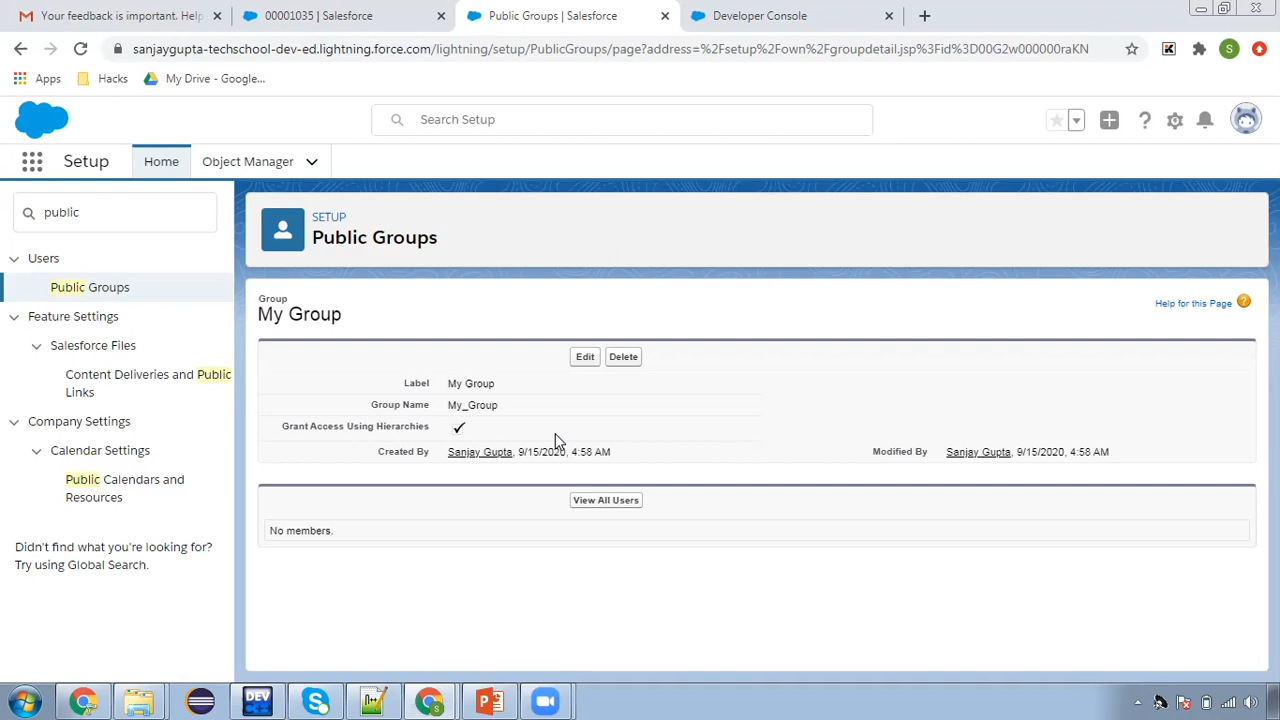 Your feedback is important. Help
00001035 | Salesforce
Public Groups | Salesforce
Developer Console
sanjaygupta-techschool-dev-ed.lightning.force.com/lightning/setup/PublicGroups/page?address=%2Fsetup%2Fown%2Fgroupdetail.jsp%3Fid%3D00G2w000000raKN
S
Apps
Hacks
My Drive - Google...
Search Setup
Setup
Home
Object Manager
public
Users
Public Groups
Feature Settings
Salesforce Files
Content Deliveries and Public
Links
Company Settings
Calendar Settings
Public Calendars and
Resources
Didn't find what you're looking for?
Try using Global Search.
SETUP
Public Groups
Group
My Group
Help for this Page
Edit Delete
Label My Group
Group Name My_Group
Grant Access Using Hierarchies
Created By Sanjay Gupta, 9/15/2020, 4:58 AM
Modified By Sanjay Gupta, 9/15/2020, 4:58 AM
View All Users
No members.